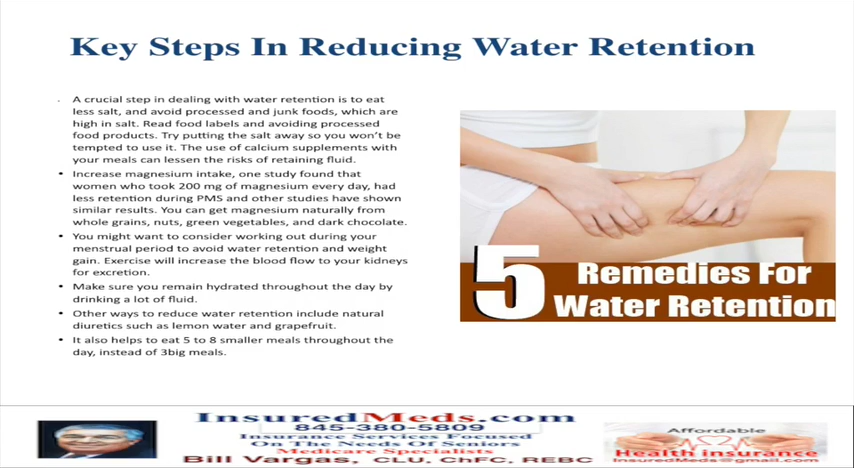 Key Steps In Reducing Water Retention
A crucial step in dealing with water retention is to eat
less salt, and avoid processed and junk foods, which are
high in salt. Read food labels and avoiding processed
food products. Try putting the salt away so you won't be
tempted to use it. The use of calcium supplements with
your meals can lessen the risks of retaining fluid.
• Increase magnesium intake, one study found that
women who took 200 mg of magnesium every day, had
less retention during PMS and other studies have shown
similar results. You can get magnesium naturally from
whole grains, nuts, green vegetables, and dark chocolate.
• You might want to consider working out during your
menstrual period to avoid water retention and weight
gain. Exercise will increase the blood flow to your kidneys
for excretion.
• Make sure you remain hydrated throughout the day by
drinking a lot of fluid.
• Other ways to reduce water retention include natural
diuretics such as lemon water and grapefruit.
• It also helps to eat 5 to 8 smaller meals throughout the
day, instead of 3big meals.
5 Remedies For
Water Retention
InsuredMeds.com
845-380-5809
Insurance Services Focused
On The Needs Of Seniors
Medicare Specialists
Bill Vargas, CLU, ChFC, REBC
Affordable
Health insurance
InsuredMeds@gmail.com